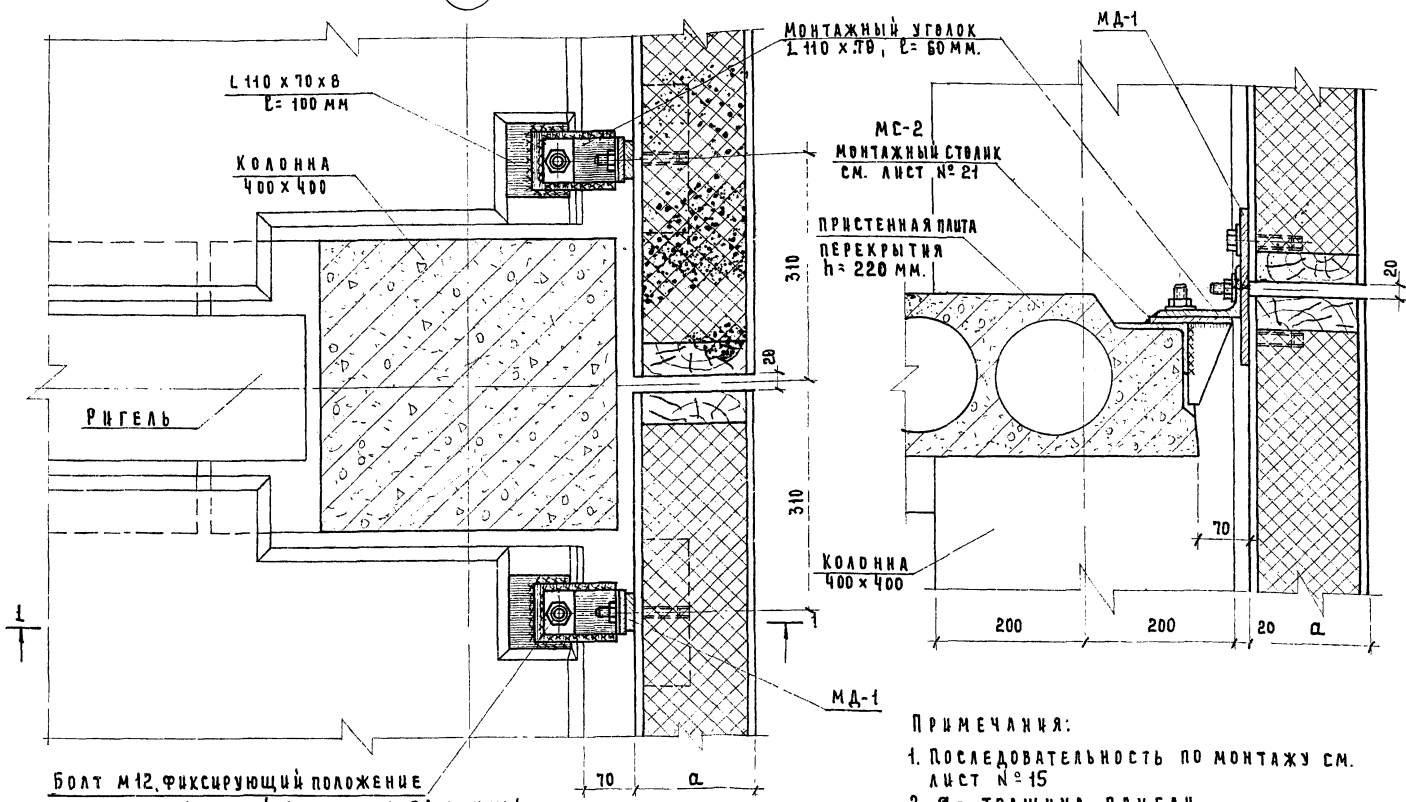 L 110 х 70 х 8
ℓ= 100 мм
Колонна
400 х 400
Ригель
1
Болт М12, фиксирующий положение
70
а
МД-1
1
310
310
20
Монтажный уголок
ℓ= 60 мм.
МС-2
монтажный столик
см. лист № 21
Пристенная плита
перекрытия
h= 220 мм.
МД-1
20
70
Колонна
400 х 400
200
200
20
а
Примечания:
1. Последовательность по монтажу см.
лист № 15